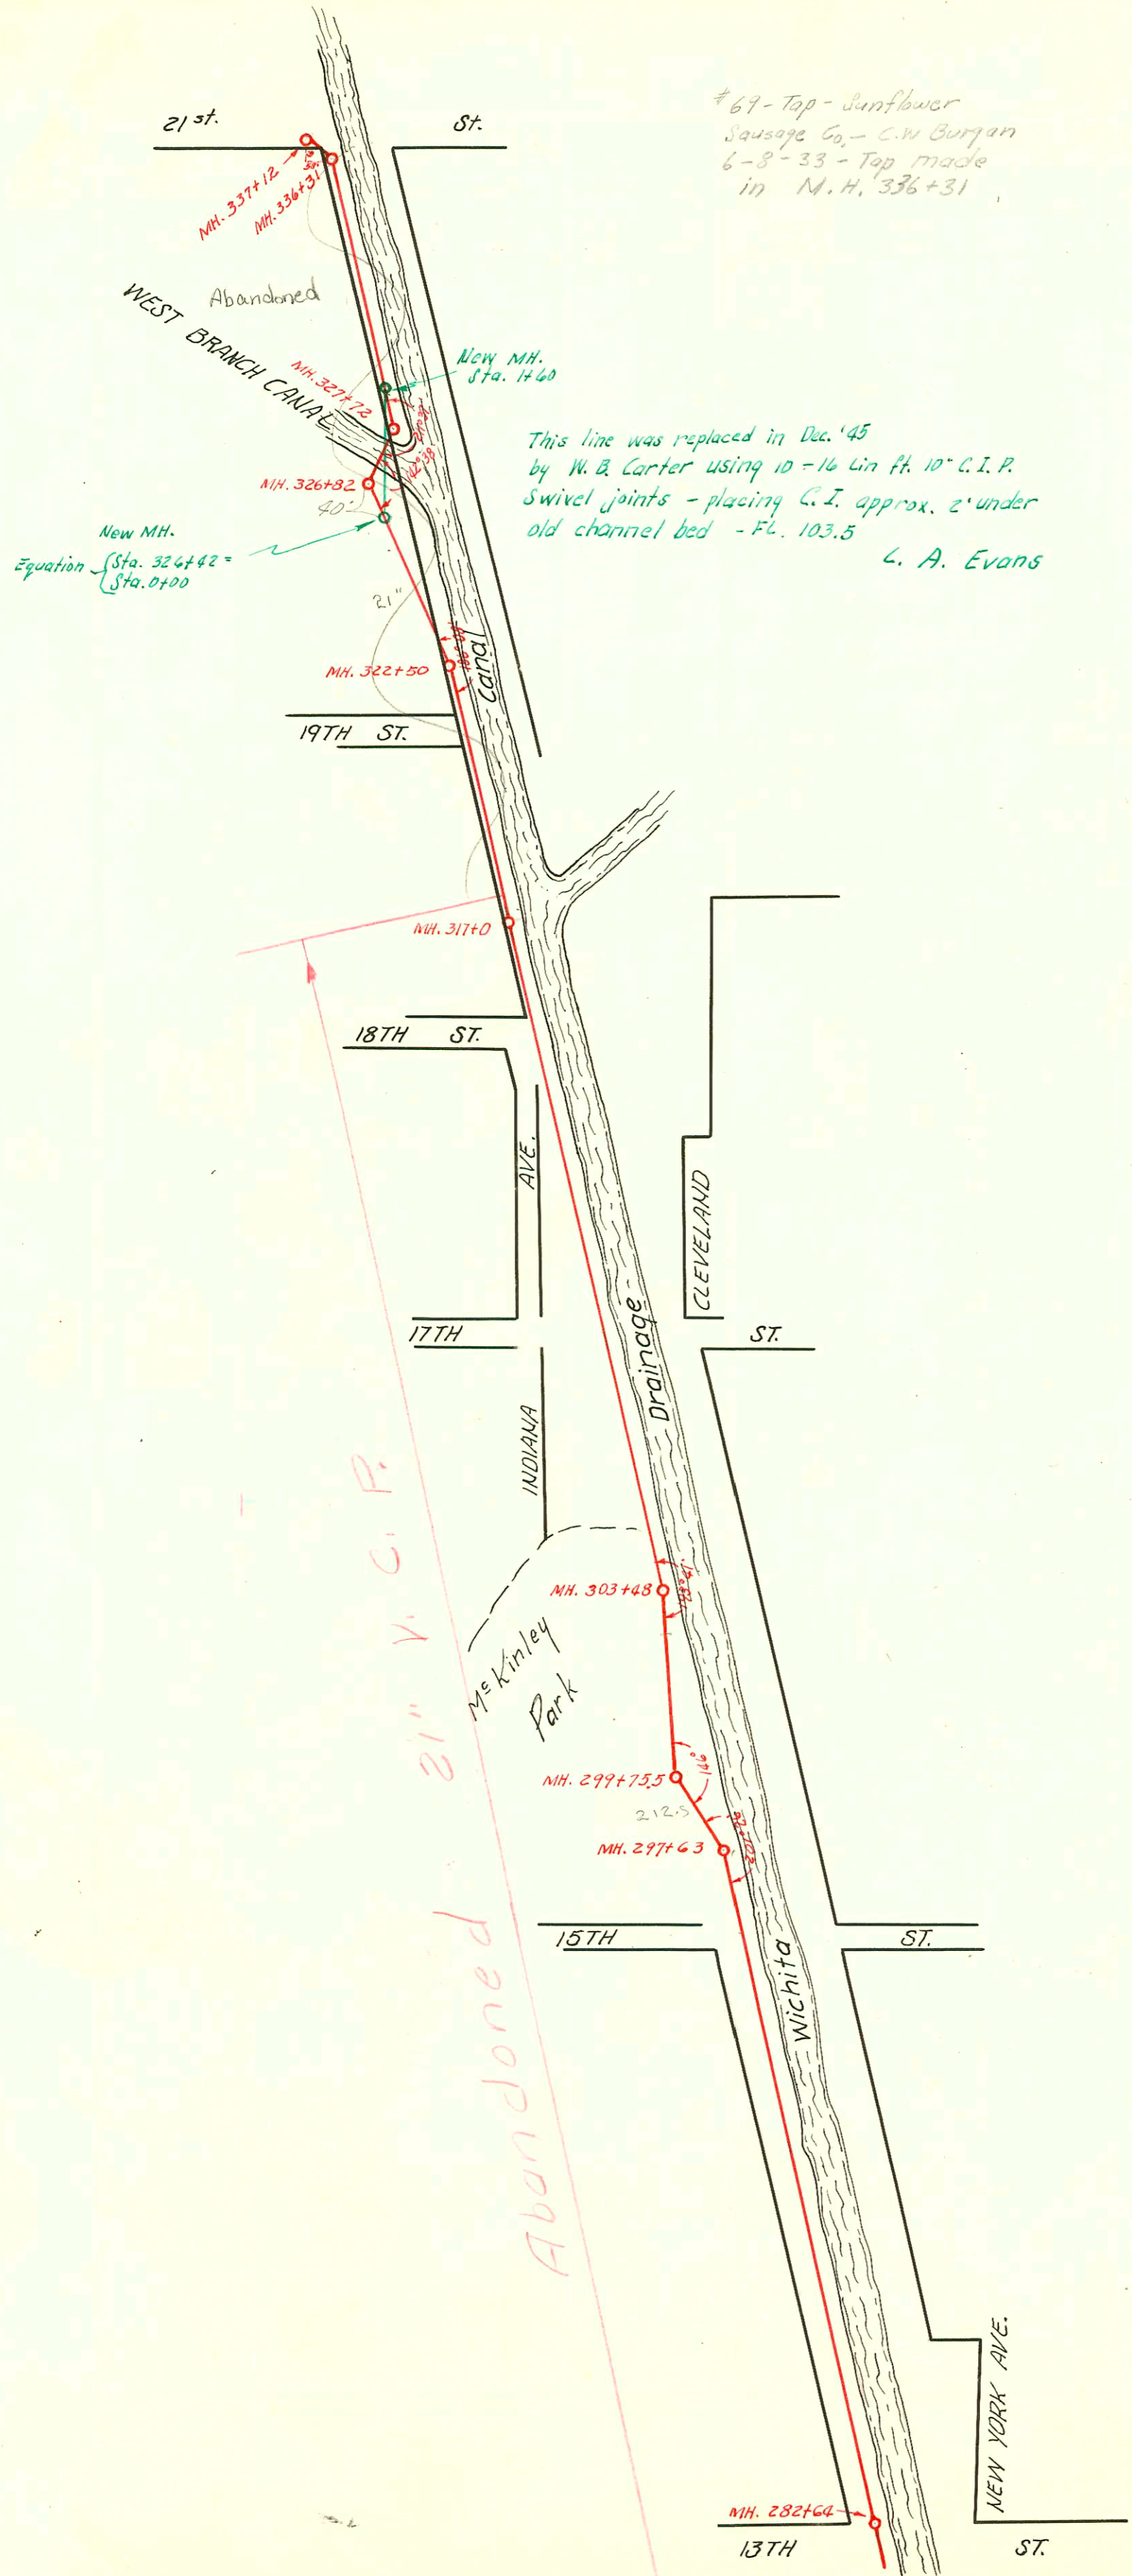 #69 - Tap - Sunflower
Sausage Co. - C.W Burgan
6-8-33 - Tap made
in M.H. 336+31
21st.
St.
MH. 337+12
MH. 336+31
Abandoned
WEST BRANCH CANAL
New MH.
Sta. 1+60
MH. 327+72
This line was replaced in Dec. '45
by W.B. Carter using 10 - 16 Lin ft. 10" C.I.P.
Swivel joints - placing C.I. approx. 2' under
old channel bed - FL. 103.5
L. A. Evans
142°38'
MH. 326+82
40'
New MH.
Equation { Sta. 326+42 =
{ Sta. 0+00
21"
Canal
MH. 322+50
19TH ST.
MH. 317+0
18TH ST.
AVE.
CLEVELAND
17TH
ST.
Drainage
INDIANA
21" V. C. P.
MH. 303+48
McKinley
Park
MH. 299+75.5
146°
212.5
MH. 297+63
15TH
ST.
Wichita
Abandoned
NEW YORK AVE.
MH. 282+64
13TH
ST.